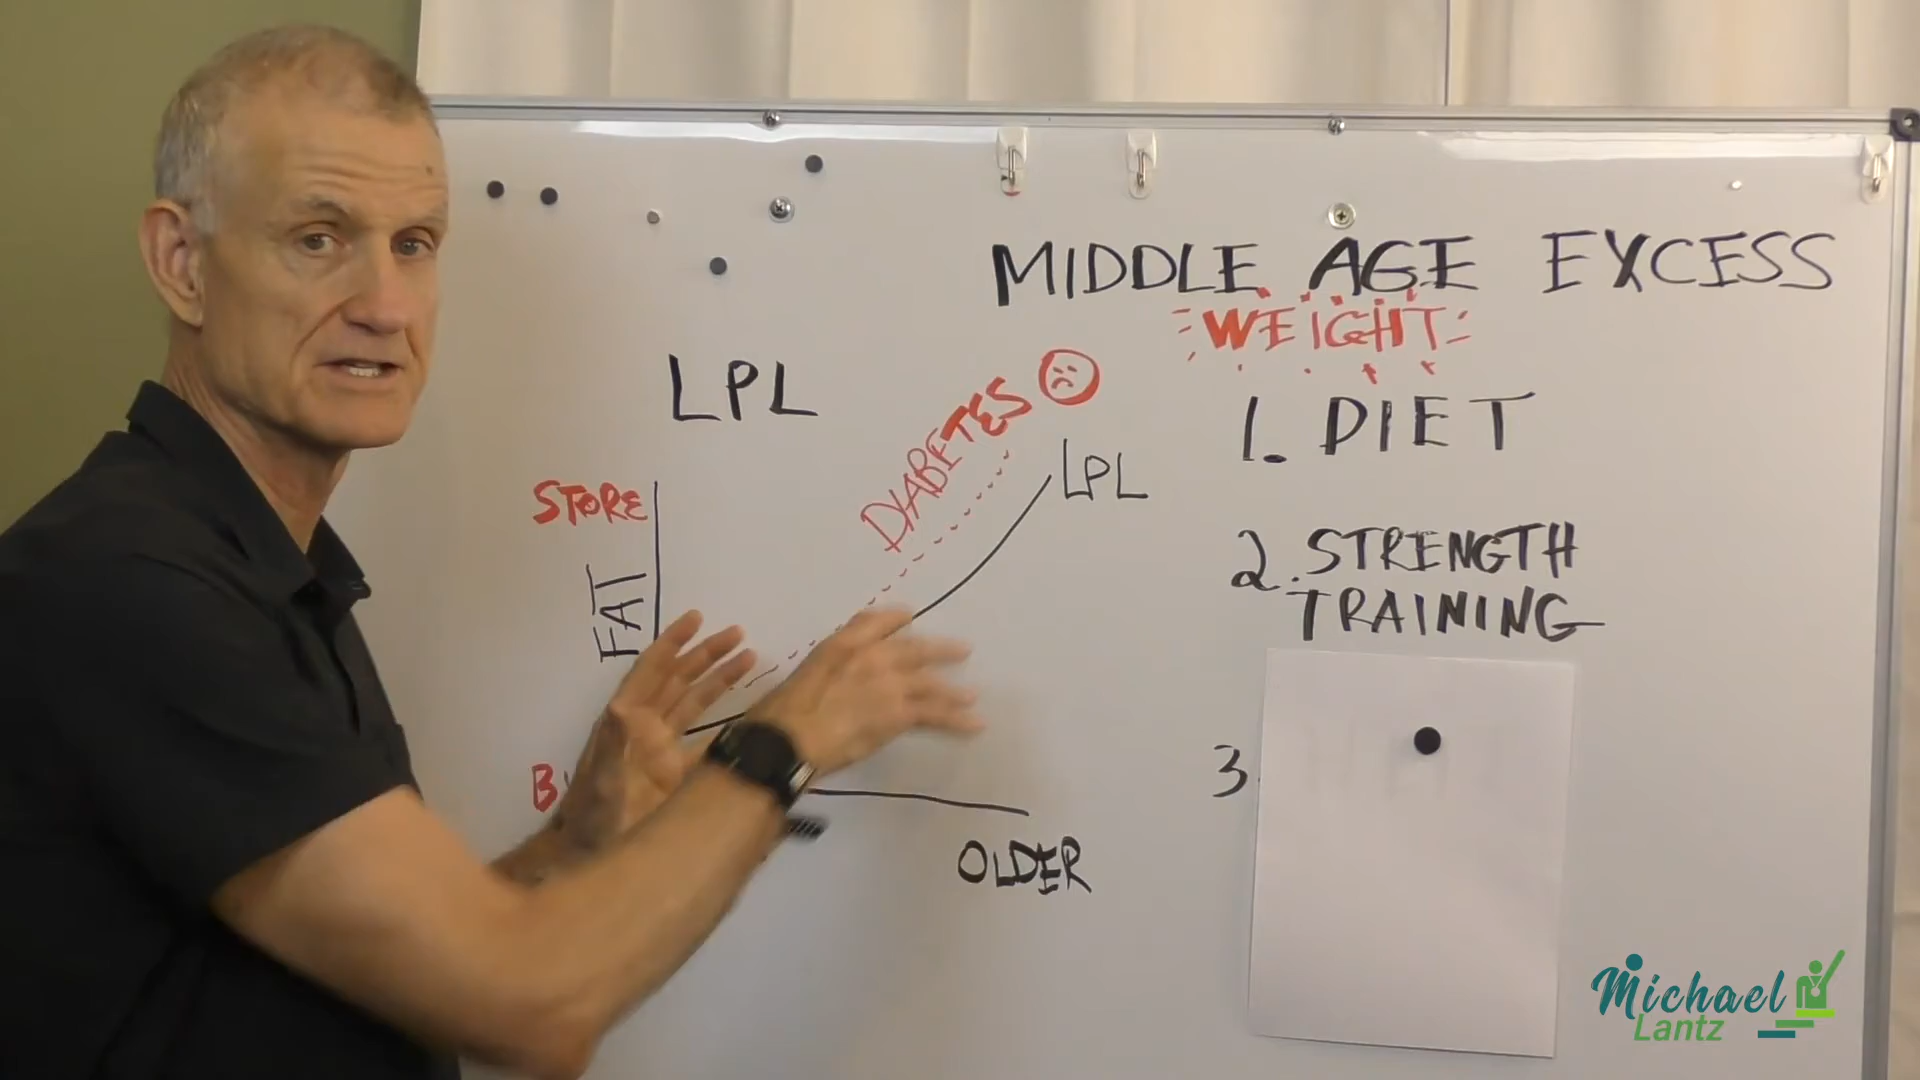 MIDDLE AGE EXCESS
WEIGHT
LPL
DIABETES
LPL
STORE
FAT
OLDER
1. DIET
2. STRENGTH
TRAINING
3.
Michael
Lantz